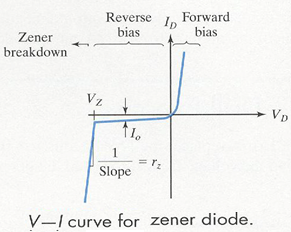 Reverse bias
I_D
Forward bias
Zener breakdown
V_Z
V_D
I_o
1
Slope
= r_z
V—I curve for zener diode.